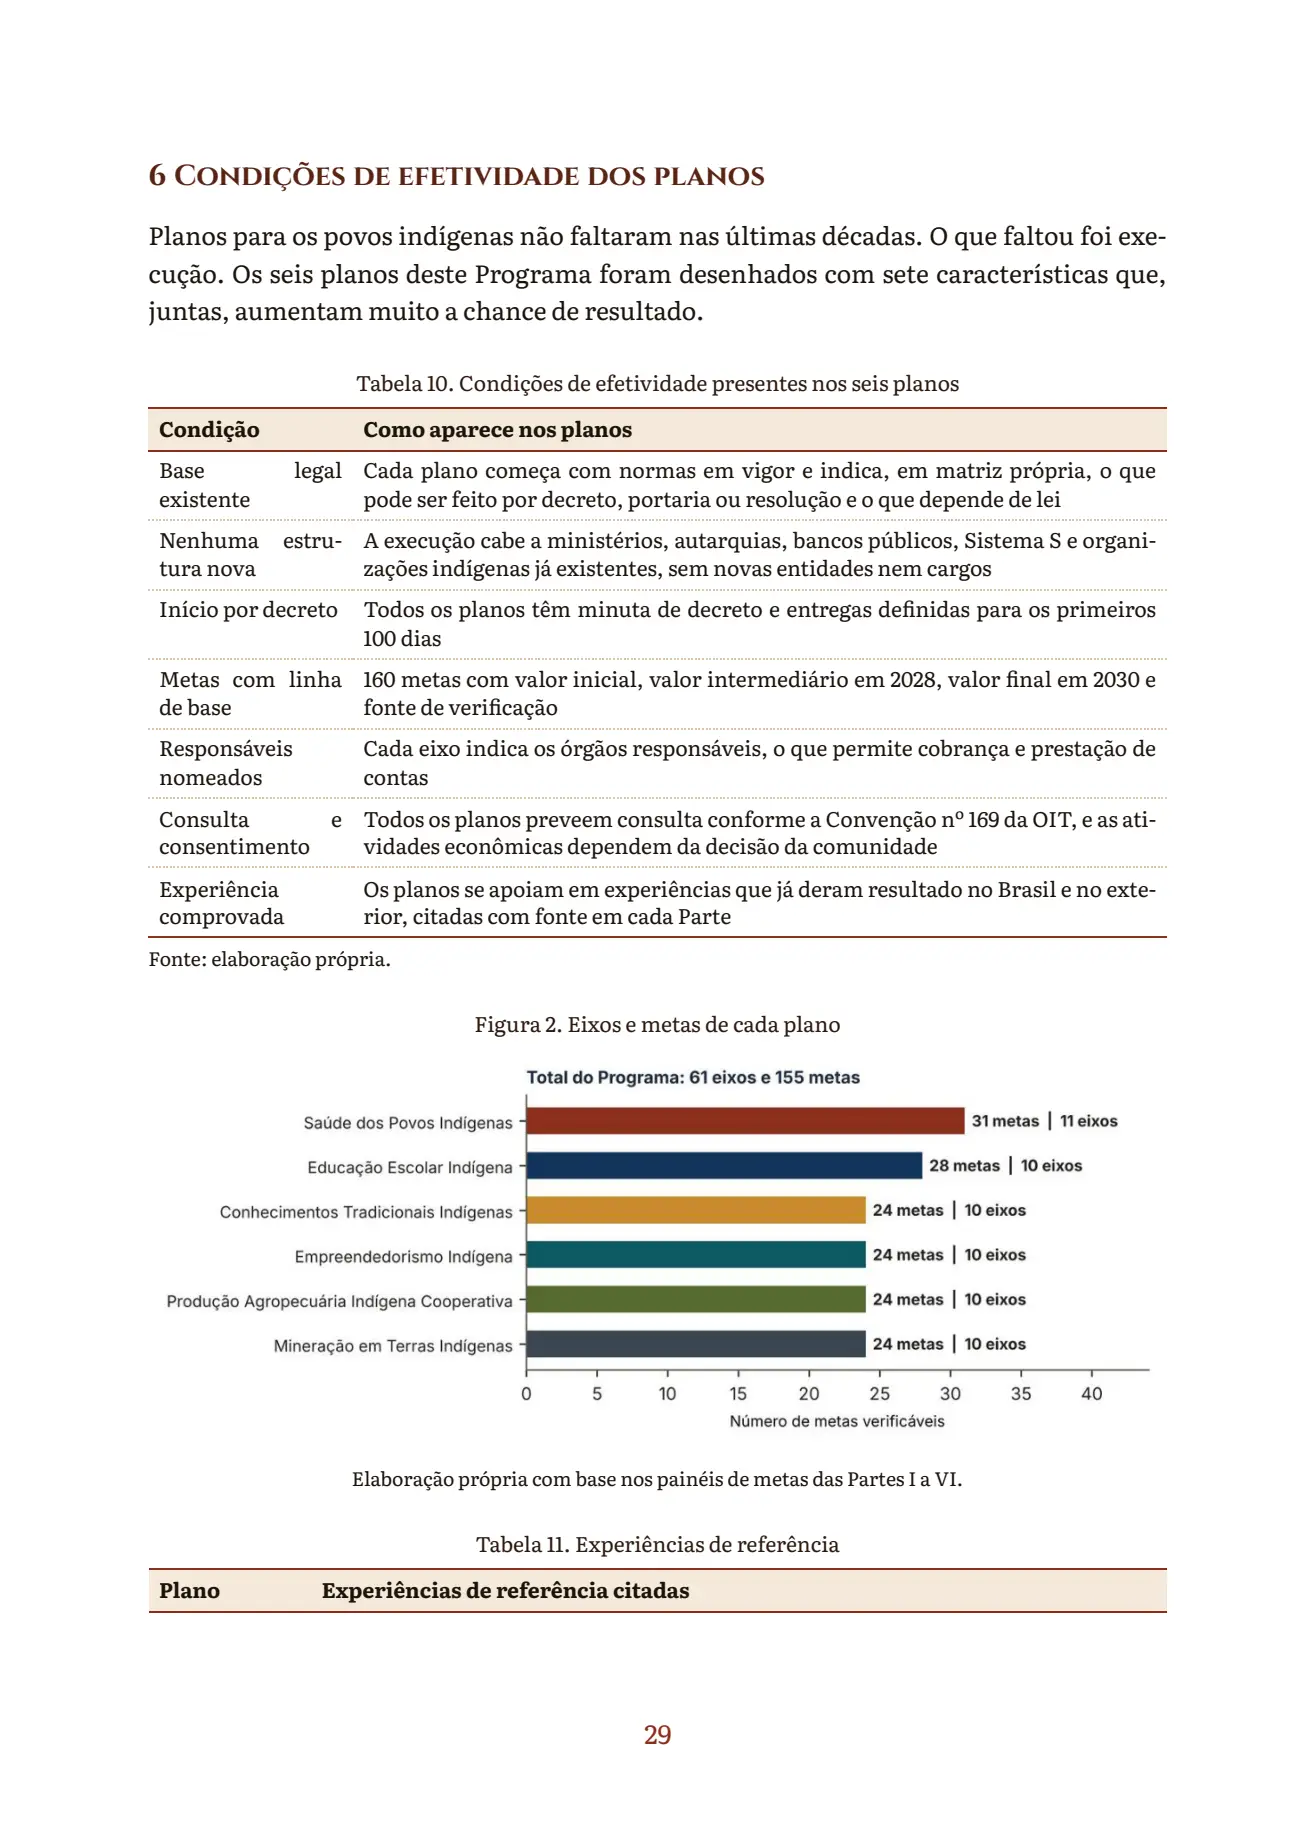 6 Condições de efetividade dos planos
Planos para os povos indígenas não faltaram nas últimas décadas. O que faltou foi exe-
cução. Os seis planos deste Programa foram desenhados com sete características que,
juntas, aumentam muito a chance de resultado.
Tabela 10. Condições de efetividade presentes nos seis planos
Condição Como aparece nos planos
Base legal Cada plano começa com normas em vigor e indica, em matriz própria, o que
existente pode ser feito por decreto, portaria ou resolução e o que depende de lei
Nenhuma estru- A execução cabe a ministérios, autarquias, bancos públicos, Sistema S e organi-
tura nova zações indígenas já existentes, sem novas entidades nem cargos
Início por decreto Todos os planos têm minuta de decreto e entregas definidas para os primeiros
100 dias
Metas com linha 160 metas com valor inicial, valor intermediário em 2028, valor final em 2030 e
de base fonte de verificação
Responsáveis Cada eixo indica os órgãos responsáveis, o que permite cobrança e prestação de
nomeados contas
Consulta e Todos os planos preveem consulta conforme a Convenção nº 169 da OIT, e as ati-
consentimento vidades econômicas dependem da decisão da comunidade
Experiência Os planos se apoiam em experiências que já deram resultado no Brasil e no exte-
comprovada rior, citadas com fonte em cada Parte
Fonte: elaboração própria.
Figura 2. Eixos e metas de cada plano
Total do Programa: 61 eixos e 155 metas
Saúde dos Povos Indígenas 31 metas | 11 eixos
Educação Escolar Indígena 28 metas | 10 eixos
Conhecimentos Tradicionais Indígenas 24 metas | 10 eixos
Empreendedorismo Indígena 24 metas | 10 eixos
Produção Agropecuária Indígena Cooperativa 24 metas | 10 eixos
Mineração em Terras Indígenas 24 metas | 10 eixos
0 5 10 15 20 25 30 35 40
Número de metas verificáveis
Elaboração própria com base nos painéis de metas das Partes I a VI.
Tabela 11. Experiências de referência
Plano Experiências de referência citadas
29